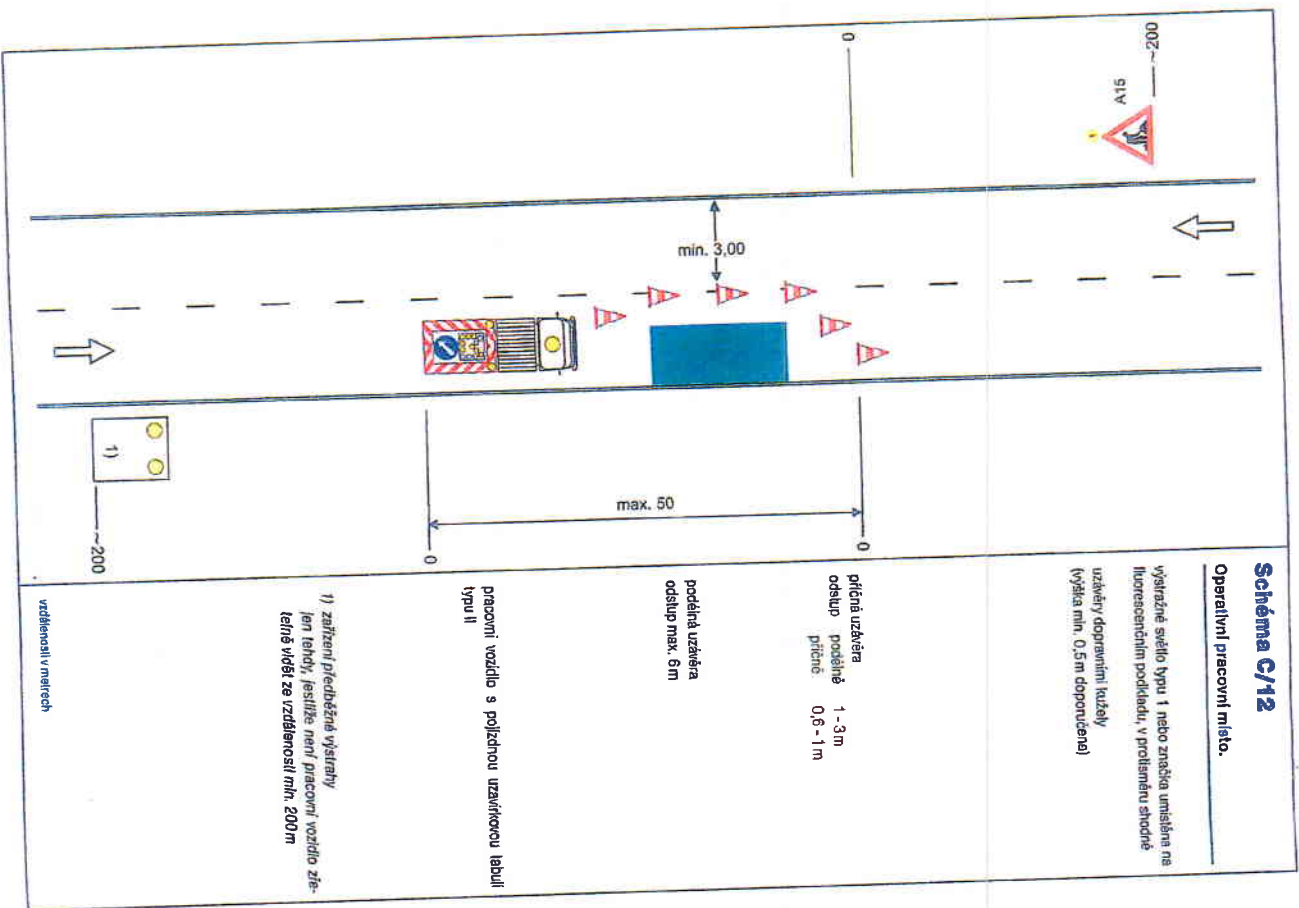 Schéma C/12
Operativní pracovní místo.
výstražné světlo typu 1 nebo značka umístěna na
fluorescenčním podkladu, v protisměru shodně
uzávěry dopravními kužely
(výška min. 0,5m doporučena)
příčná uzávěra
odstup podélně 1 - 3m
příčně 0,6 - 1m
podélná uzávěra
odstup max. 6m
pracovní vozidlo s pojízdnou uzavírkovou tabulí
typu II
1) zařízení předběžné výstrahy
jen tehdy, jestliže není pracovní vozidlo zře-
telně vidět ze vzdálenosti min. 200m
vzdálenosti v metrech
~200
A15
0
min. 3,00
0
max. 50
0
1)
~200